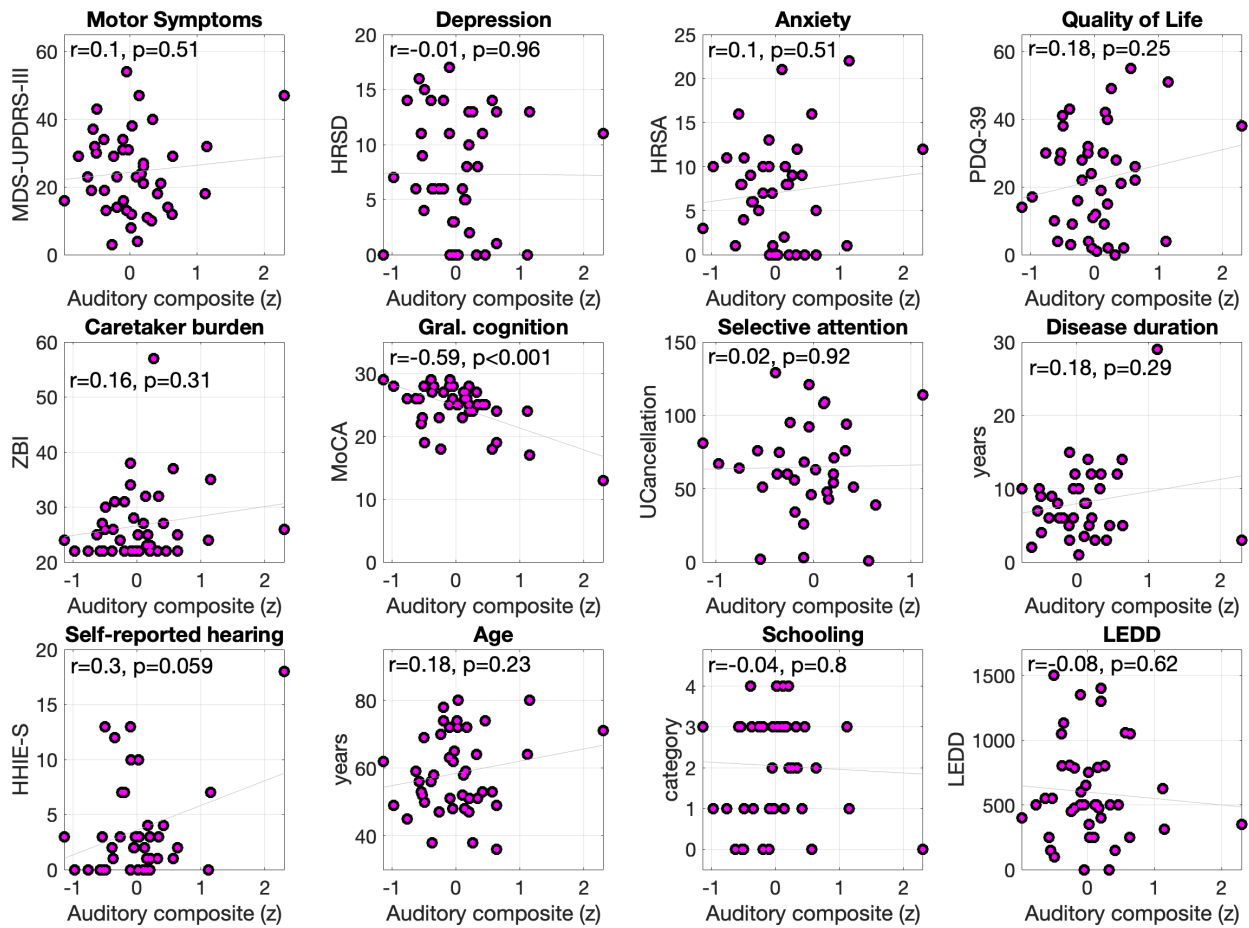 Motor Symptoms
r=0.1, p=0.51
MDS-UPDRS-III
60
40
20
0
0
1
2
Auditory composite (z)
Depression
r=-0.01, p=0.96
HRSD
20
15
10
5
0
-1
0
1
2
Auditory composite (z)
Anxiety
r=0.1, p=0.51
HRSA
25
20
15
10
5
0
-1
0
1
2
Auditory composite (z)
Quality of Life
r=0.18, p=0.25
PDQ-39
60
40
20
0
-1
0
1
2
Auditory composite (z)
Caretaker burden
r=0.16, p=0.31
ZBI
60
50
40
30
20
-1
0
1
2
Auditory composite (z)
Gral. cognition
r=-0.59, p<0.001
MoCA
40
30
20
10
0
-1
0
1
2
Auditory composite (z)
Selective attention
r=0.02, p=0.92
UCancellation
150
100
50
0
-1
0
1
Auditory composite (z)
Disease duration
r=0.18, p=0.29
years
30
20
10
0
0
1
2
Auditory composite (z)
Self-reported hearing
r=0.3, p=0.059
HHIE-S
20
15
10
5
0
-1
0
1
2
Auditory composite (z)
Age
r=0.18, p=0.23
years
80
60
40
-1
0
1
2
Auditory composite (z)
Schooling
r=-0.04, p=0.8
category
4
3
2
1
0
-1
0
1
2
Auditory composite (z)
LEDD
r=-0.08, p=0.62
LEDD
1500
1000
500
0
0
1
2
Auditory composite (z)